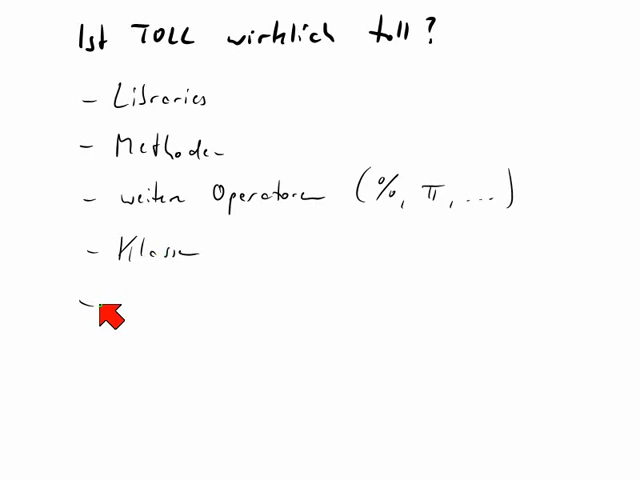 Ist TOLL wirklich toll?
- Libraries
- Methoden
- weitere Operatoren (%, π, ...)
- Klassen
-